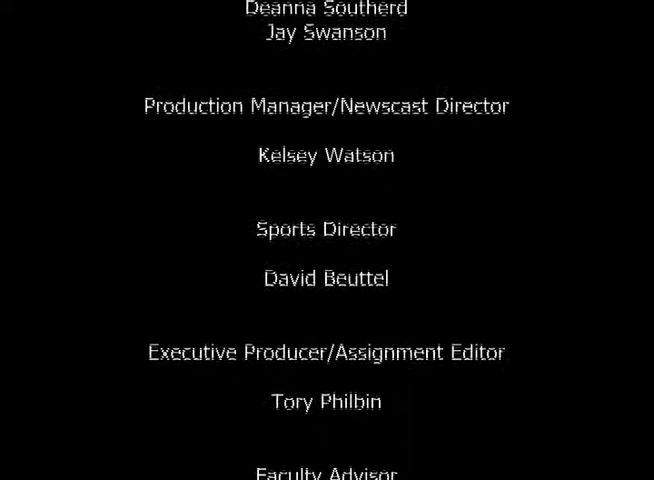 Deanna Southerd
Jay Swanson
Production Manager/Newscast Director
Kelsey Watson
Sports Director
David Beuttel
Executive Producer/Assignment Editor
Tory Philbin
Faculty Advisor